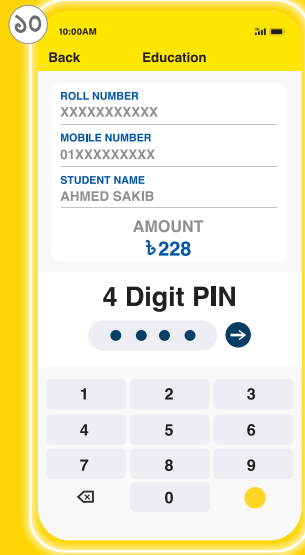 ১০
10:00AM
Back Education
ROLL NUMBER
XXXXXXXXXXX
MOBILE NUMBER
01XXXXXXXXX
STUDENT NAME
AHMED SAKIB
AMOUNT
৳228
4 Digit PIN
1 2 3
4 5 6
7 8 9
0